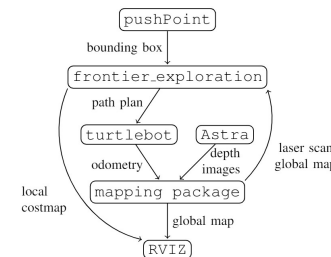 pushPoint
bounding box
frontier_exploration
path plan
turtlebot
Astra
odometry
depth
images
laser scan
global map
local
costmap
mapping package
global map
RVIZ